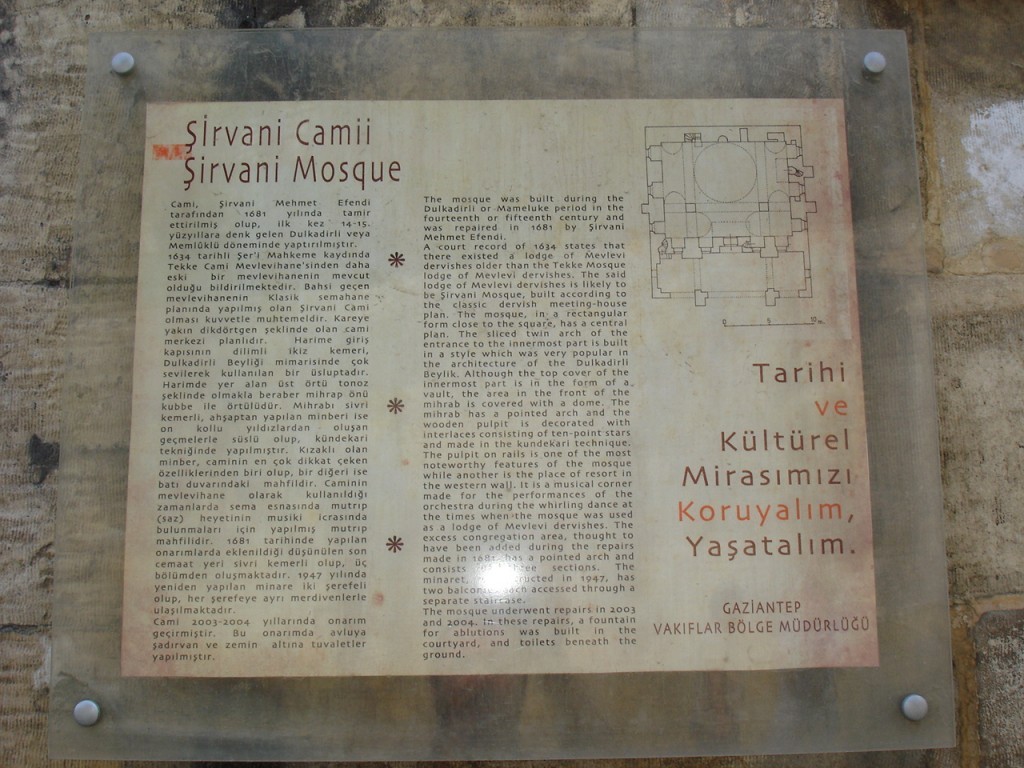 Şİrvani Camii
Şirvani Mosque
Cami, Şirvani Mehmet Efendi
tarafından 1681 yılında tamir
ettirilmiş olup, ilk kez 14-15.
yüzyıllara denk gelen Dulkadirli veya
Memlüklü döneminde yaptırılmıştır.
1634 tarihli Şer'i Mahkeme kaydında
Tekke Cami Mevlevihane'sinden daha
eski bir mevlevihanenin mevcut
olduğu bildirilmektedir. Bahsi geçen
mevlevihanenin Klasik semahane
planında yapılmış olan Şirvani Cami
olması kuvvetle muhtemeldir. Kareye
yakın dikdörtgen şeklinde olan cami
merkezi planlıdır. Harime giriş
kapısının dilimli ikiz kemeri,
Dulkadirli Beyliği mimarisinde çok
sevilerek kullanılan bir üsluptadır.
Harimde yer alan üst örtü tonoz
şeklinde olmakla beraber mihrap önü
kubbe ile örtülüdür. Mihrabı sivri
kemerli, ahşaptan yapılan minberi ise
on kollu yıldızlardan oluşan
geçmelerle süslü olup, kündekari
tekniğinde yapılmıştır. Kızaklı olan
minber, caminin en çok dikkat çeken
özelliklerinden biri olup, bir diğeri ise
batı duvarındaki mahfildir. Caminin
mevlevihane olarak kullanıldığı
zamanlarda sema esnasında mutrıp
(saz) heyetinin musiki icrasında
bulunmaları için yapılmış mutrıp
mahfilidir. 1681 tarihinde yapılan
onarımlarda eklenildiği düşünülen son
cemaat yeri sivri kemerli olup, üç
bölümden oluşmaktadır. 1947 yılında
yeniden yapılan minare iki şerefeli
olup, her şerefeye ayrı merdivenlerle
ulaşılmaktadır.
Cami 2003-2004 yıllarında onarım
geçirmiştir. Bu onarımda avluya
şadırvan ve zemin altına tuvaletler
yapılmıştır.
The mosque was built during the
Dulkadirli or Mameluke period in the
fourteenth or fifteenth century and
was repaired in 1681 by Şirvani
Mehmet Efendi.
A court record of 1634 states that
there existed a lodge of Mevlevi
dervishes older than the Tekke Mosque
lodge of Mevlevi dervishes. The said
lodge of Mevlevi dervishes is likely to
be Şirvani Mosque, built according to
the classic dervish meeting-house
plan. The mosque, in a rectangular
form close to the square, has a central
plan. The sliced twin arch of the
entrance to the innermost part is built
in a style which was very popular in
the architecture of the Dulkadirli
Beylik. Although the top cover of the
innermost part is in the form of a
vault, the area in the front of the
mihrab is covered with a dome. The
mihrab has a pointed arch and the
wooden pulpit is decorated with
interlaces consisting of ten-point stars
and made in the kundekari technique.
The pulpit on rails is one of the most
noteworthy features of the mosque
while another is the place of resort in
the western wall. It is a musical corner
made for the performances of the
orchestra during the whirling dance at
the times when the mosque was used
as a lodge of Mevlevi dervishes. The
excess congregation area, thought to
have been added during the repairs
made in 1681 has a pointed arch and
consists three sections. The
minaret, in 1947, has
two balconies each accessed through a
separate staircase.
The mosque underwent repairs in 2003
and 2004. In these repairs, a fountain
for ablutions was built in the
courtyard, and toilets beneath the
ground.
Tarihi
ve
Kültürel
Mirasımızı
Koruyalım,
Yaşatalım.
GAZİANTEP
VAKIFLAR BÖLGE MÜDÜRLÜĞÜ